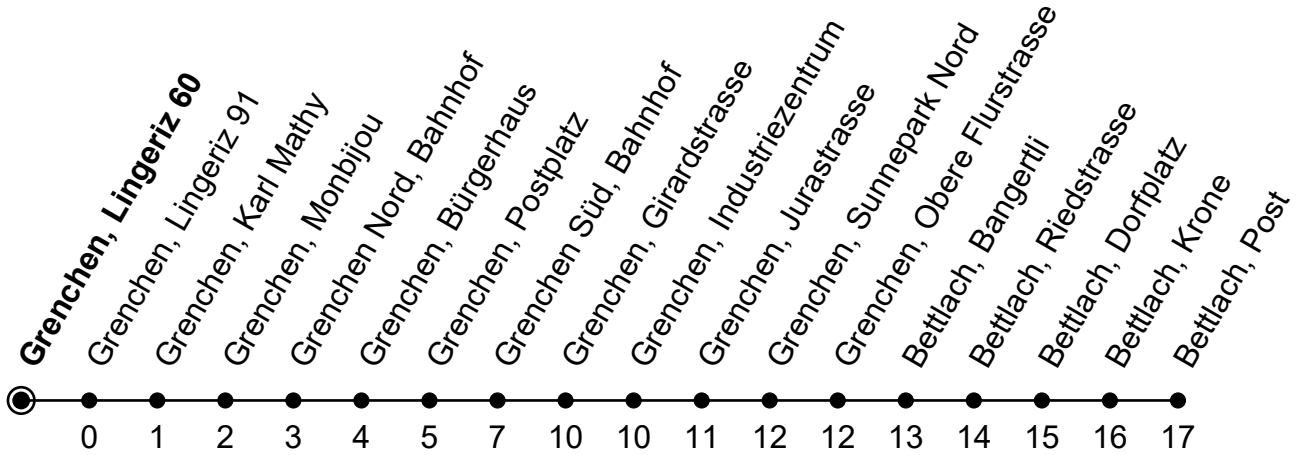 Grenchen, Lingeriz 60
Grenchen, Lingeriz 91
Grenchen, Karl Mathy
Grenchen, Monbijou
Grenchen Nord, Bahnhof
Grenchen, Bürgerhaus
Grenchen, Postplatz
Grenchen Süd, Bahnhof
Grenchen, Girardstrasse
Grenchen, Industriezentrum
Grenchen, Jurastrasse
Grenchen, Sunnepark Nord
Grenchen, Obere Flurstrasse
Bettlach, Bangertli
Bettlach, Riedstrasse
Bettlach, Dorfplatz
Bettlach, Krone
Bettlach, Post
0 1 2 3 4 5 7 10 10 11 12 12 13 14 15 16 17